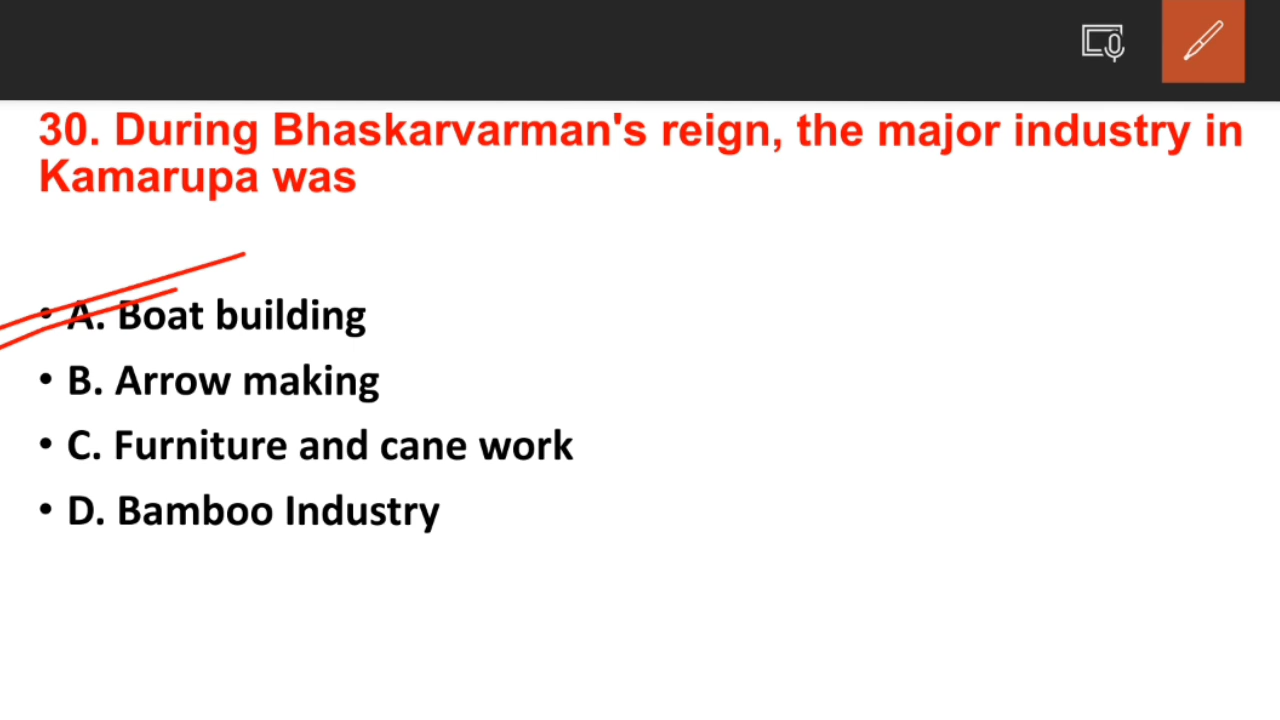 30. During Bhaskarvarman's reign, the major industry in
Kamarupa was
• A. Boat building
• B. Arrow making
• C. Furniture and cane work
• D. Bamboo Industry